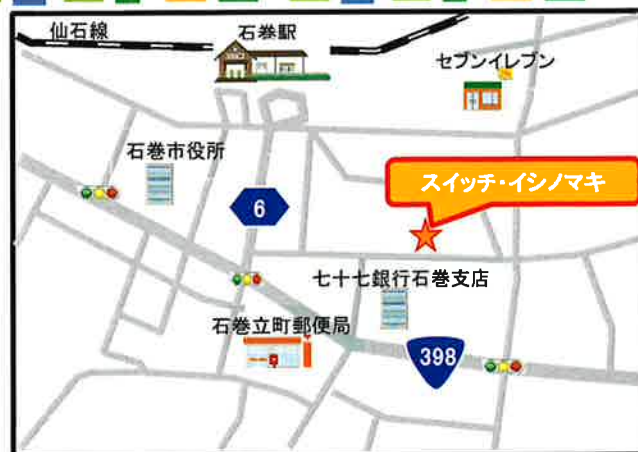 仙石線
石巻駅
セブンイレブン
石巻市役所
スイッチ・イシノマキ
6
七十七銀行石巻支店
石巻立町郵便局
398